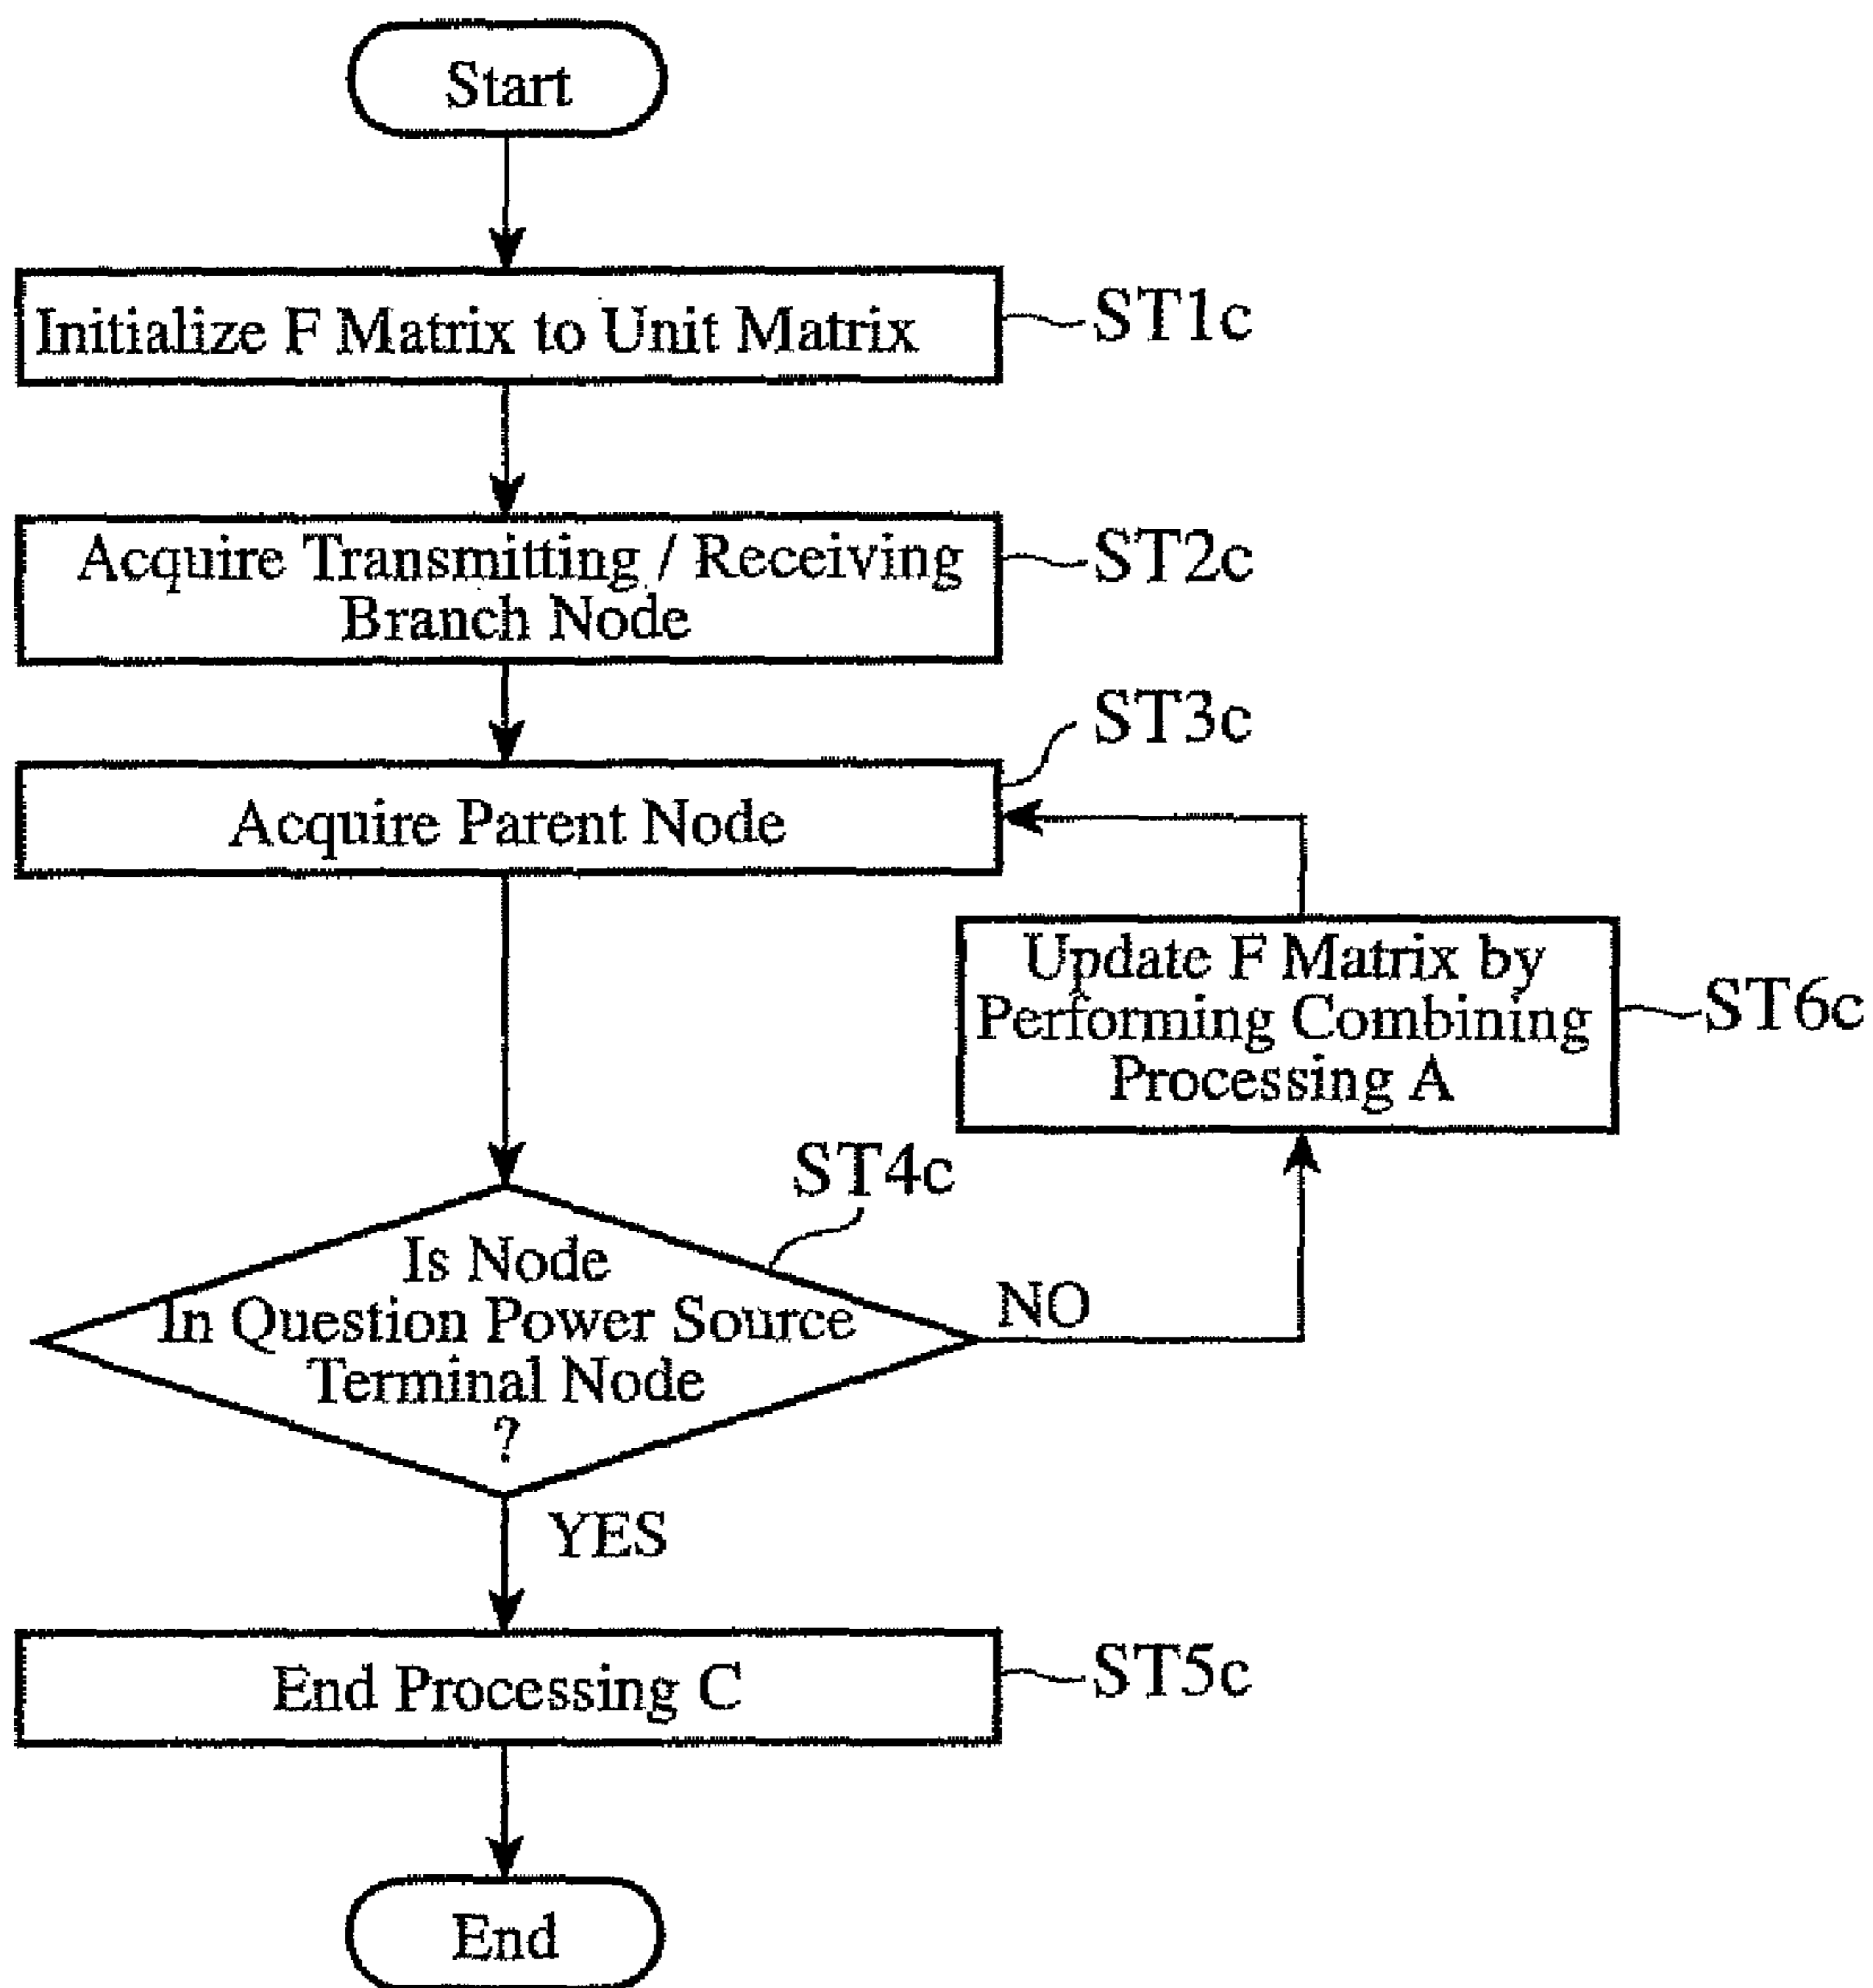 Start
Initialize F Matrix to Unit Matrix
ST1c
Acquire Transmitting / Receiving
Branch Node
ST2c
ST3c
Acquire Parent Node
Update F Matrix by
Performing Combining
Processing A
ST6c
ST4c
Is Node
In Question Power Source
Terminal Node
?
NO
YES
End Processing C
ST5c
End